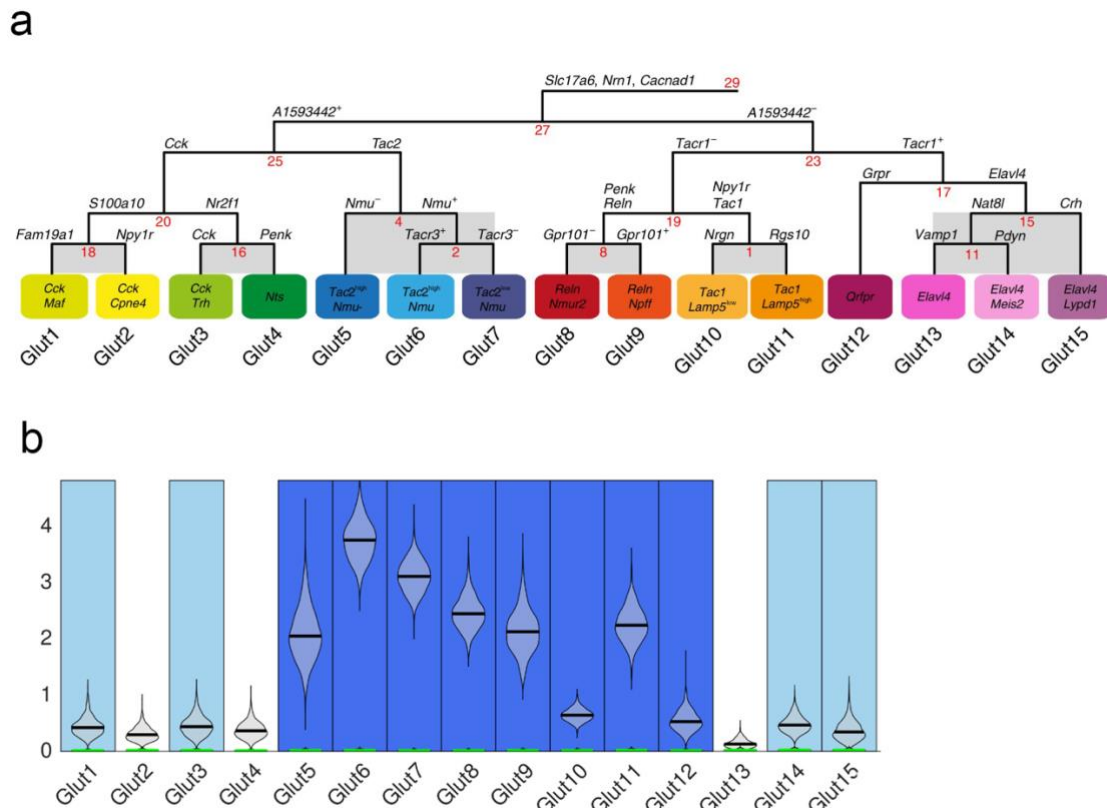 a
Slc17a6, Nrn1, Cacnad1 29
A1593442⁺ 27 A1593442⁻
Cck 25 Tac2 Tacr1⁻ 23 Tacr1⁺
Grpr 17 Elavl4
Penk Npy1r
S100a10 20 Nr2f1 Nmu⁻ 4 Nmu⁺ Reln 19 Tac1 Nat8l 15 Crh
Fam19a1 18 Npy1r Cck 16 Penk Tacr3⁺ 2 Tacr3⁻ Gpr101⁻ 8 Gpr101⁺ Nrgn 1 Rgs10 Vamp1 11 Pdyn
Cck Cck Cck Nts Tac2ʰⁱᵍʰ Tac2ʰⁱᵍʰ Tac2ˡᵒʷ Reln Reln Tac1 Tac1 Qrfpr Elavl4 Elavl4 Elavl4
Maf Cpne4 Trh Nmu- Nmu Nmu Nmur2 Npff Lamp5ˡᵒʷ Lamp5ʰⁱᵍʰ Meis2 Lypd1
Glut1 Glut2 Glut3 Glut4 Glut5 Glut6 Glut7 Glut8 Glut9 Glut10 Glut11 Glut12 Glut13 Glut14 Glut15
b
4
3
2
1
0
Glut1 Glut2 Glut3 Glut4 Glut5 Glut6 Glut7 Glut8 Glut9 Glut10 Glut11 Glut12 Glut13 Glut14 Glut15